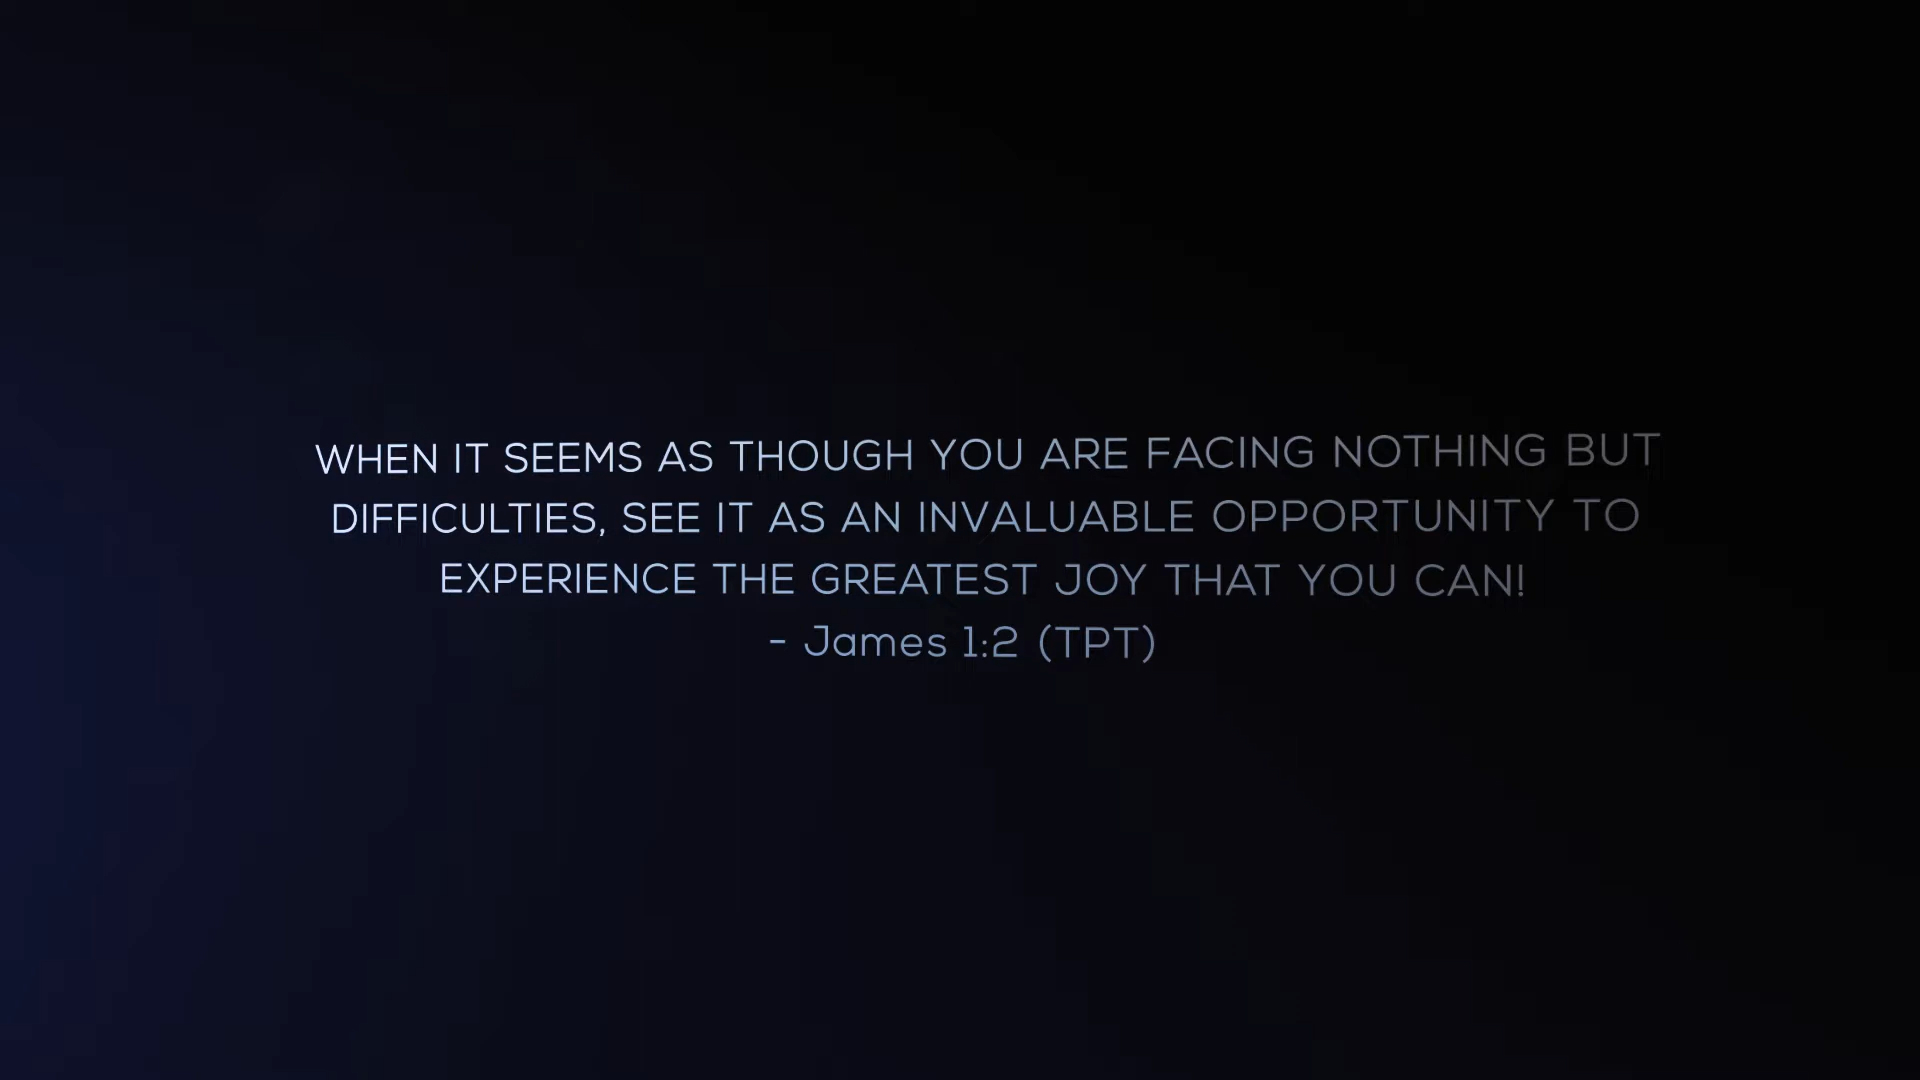 WHEN IT SEEMS AS THOUGH YOU ARE FACING NOTHING BUT
DIFFICULTIES, SEE IT AS AN INVALUABLE OPPORTUNITY TO
EXPERIENCE THE GREATEST JOY THAT YOU CAN!
- James 1:2 (TPT)